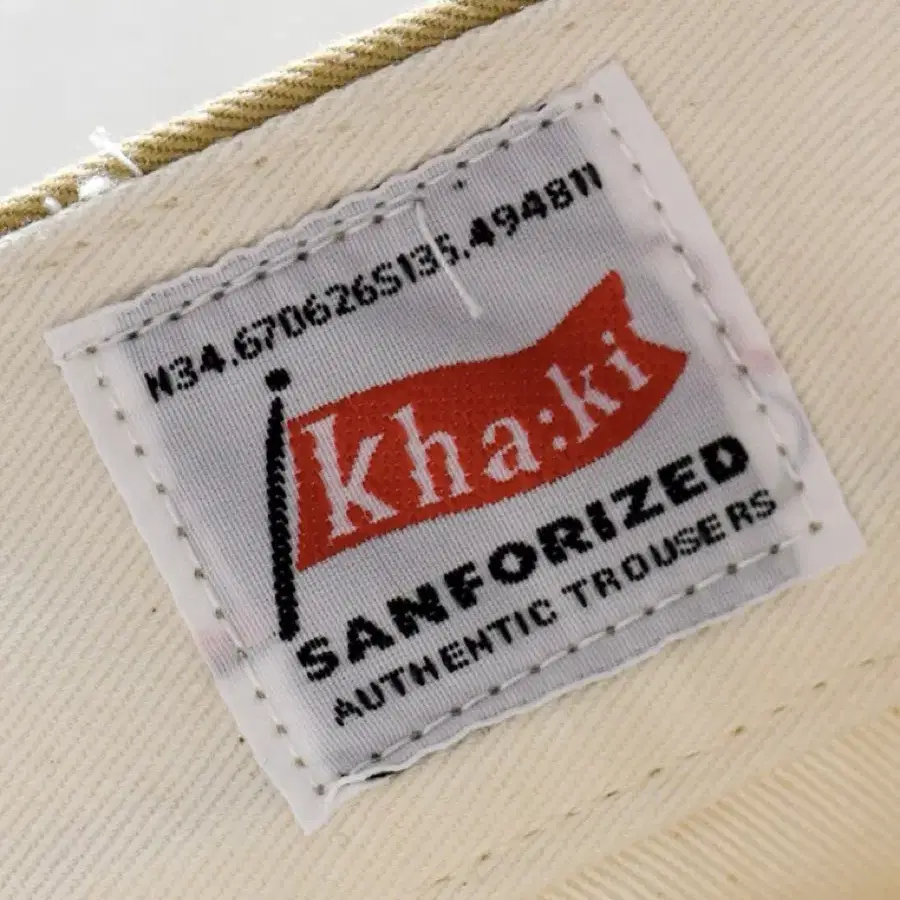 N34.670626S135.494811
kha:ki
SANFORIZED
AUTHENTIC TROUSERS